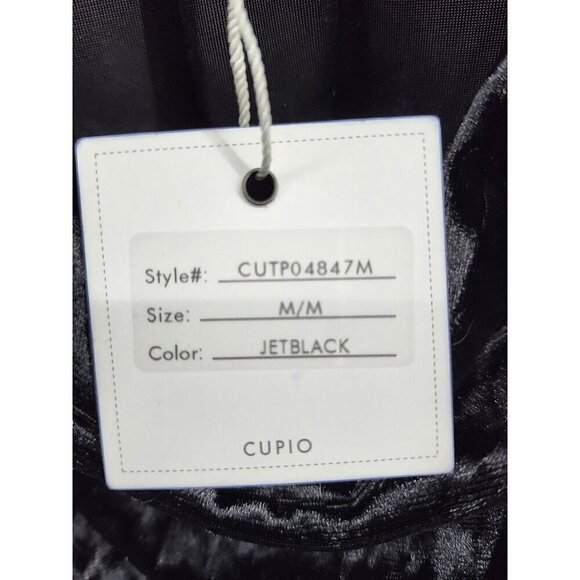 Style#: CUTP04847M
Size: M/M
Color: JETBLACK
CUPIO